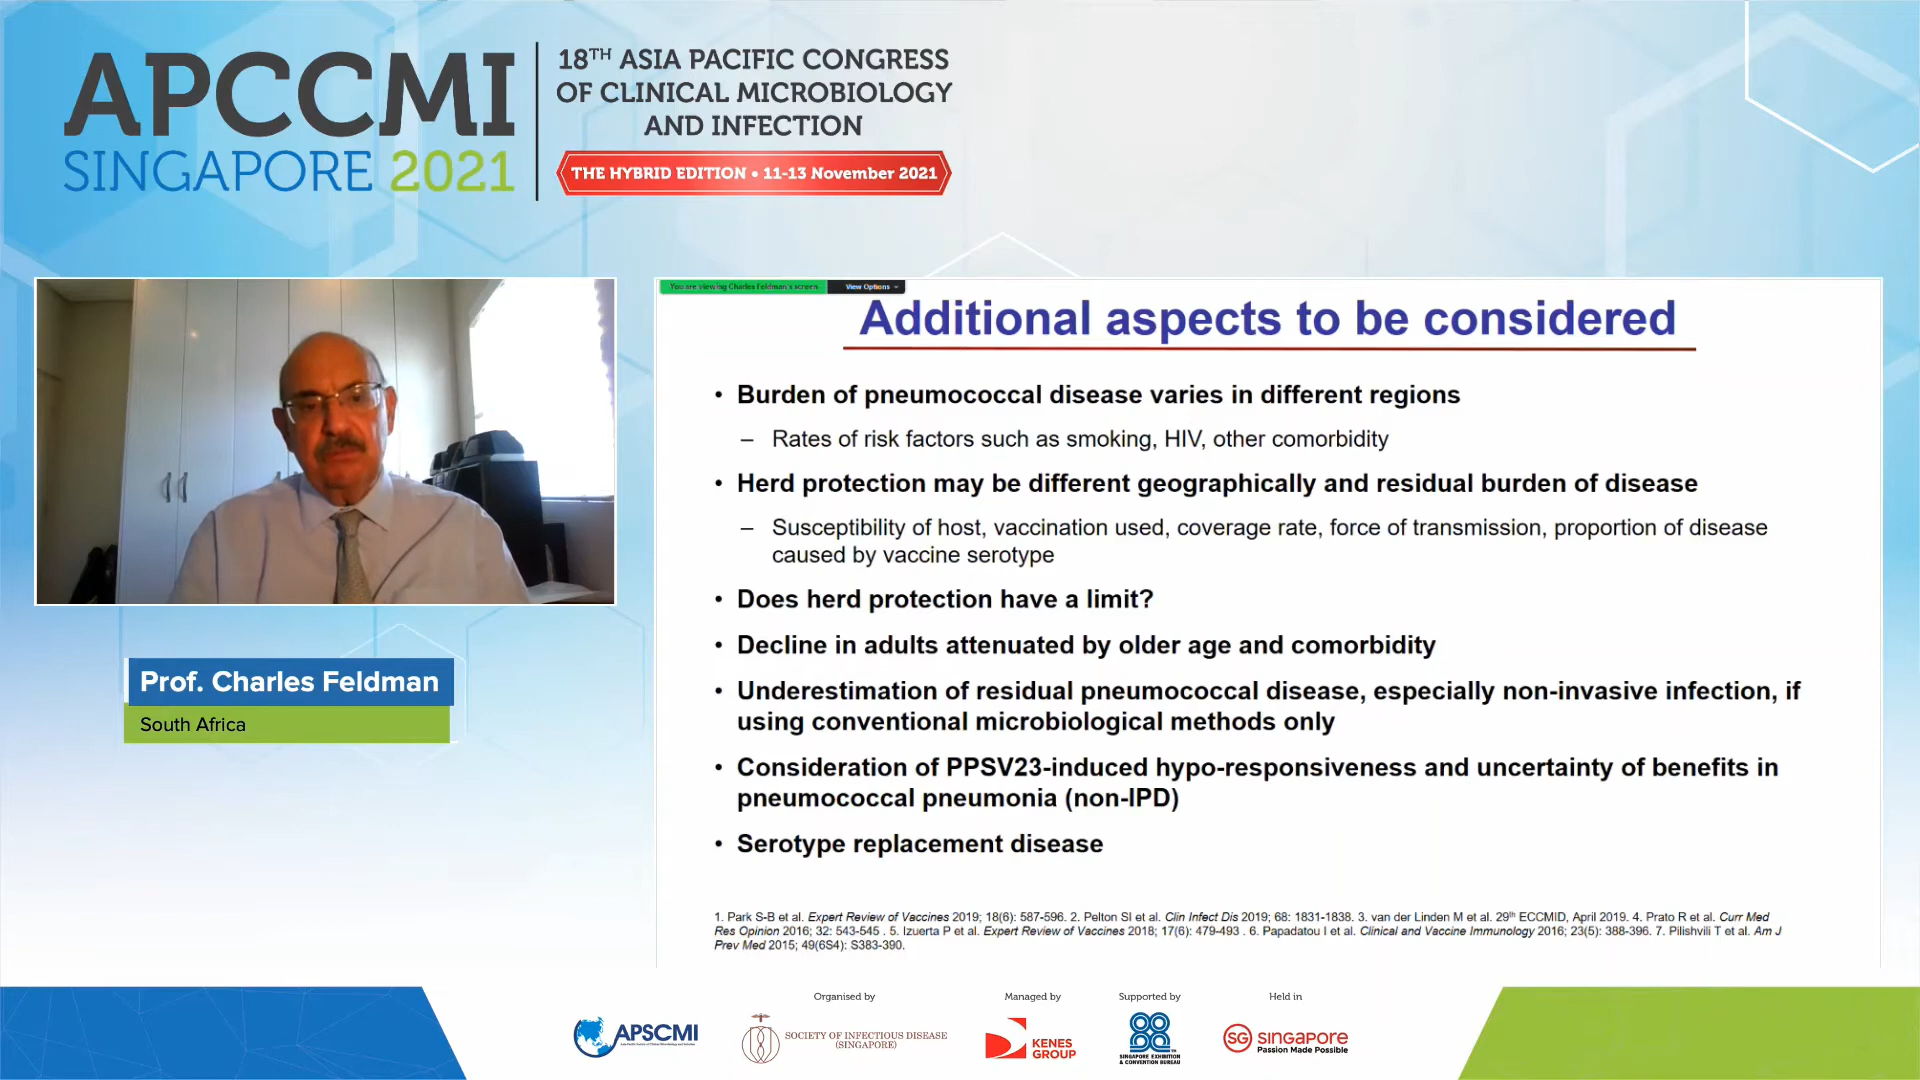 APCCMI
SINGAPORE 2021
18TH ASIA PACIFIC CONGRESS
OF CLINICAL MICROBIOLOGY
AND INFECTION
THE HYBRID EDITION • 11-13 November 2021
You are viewing Charles Feldman's screen
View Options
Additional aspects to be considered
• Burden of pneumococcal disease varies in different regions
– Rates of risk factors such as smoking, HIV, other comorbidity
• Herd protection may be different geographically and residual burden of disease
– Susceptibility of host, vaccination used, coverage rate, force of transmission, proportion of disease
caused by vaccine serotype
• Does herd protection have a limit?
• Decline in adults attenuated by older age and comorbidity
• Underestimation of residual pneumococcal disease, especially non-invasive infection, if
using conventional microbiological methods only
• Consideration of PPSV23-induced hypo-responsiveness and uncertainty of benefits in
pneumococcal pneumonia (non-IPD)
• Serotype replacement disease
1. Park S-B et al. Expert Review of Vaccines 2019; 18(6): 587-596. 2. Pelton SI et al. Clin Infect Dis 2019; 68: 1831-1838. 3. van der Linden M et al. 29th ECCMID, April 2019. 4. Prato R et al. Curr Med
Res Opinion 2016; 32: 543-545 . 5. Izuerta P et al. Expert Review of Vaccines 2018; 17(6): 479-493 . 6. Papadatou I et al. Clinical and Vaccine Immunology 2016; 23(5): 388-396. 7. Pilishvili T et al. Am J
Prev Med 2015; 49(6S4): S383-390.
Prof. Charles Feldman
South Africa
Organised by
Managed by
Supported by
Held in
APSCMI
SOCIETY OF INFECTIOUS DISEASE
(SINGAPORE)
KENES
GROUP
SINGAPORE EXHIBITION
& CONVENTION BUREAU
SG SINGAPORE
Passion Made Possible